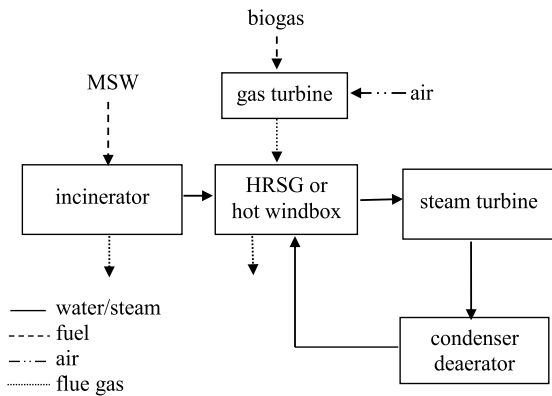 biogas
MSW
gas turbine
air
incinerator
HRSG or
hot windbox
steam turbine
water/steam
fuel
air
flue gas
condenser
deaerator